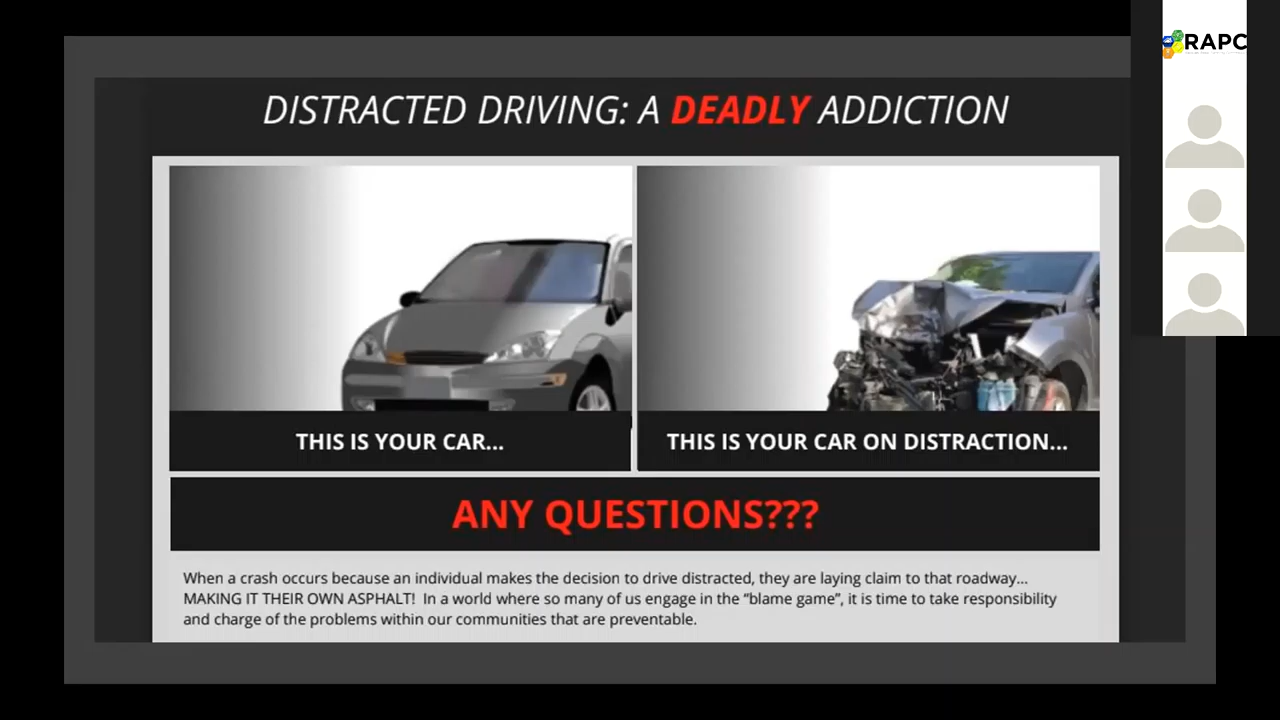 RAPC
DISTRACTED DRIVING: A DEADLY ADDICTION
THIS IS YOUR CAR...
THIS IS YOUR CAR ON DISTRACTION...
ANY QUESTIONS???
When a crash occurs because an individual makes the decision to drive distracted, they are laying claim to that roadway...
MAKING IT THEIR OWN ASPHALT! In a world where so many of us engage in the “blame game”, it is time to take responsibility
and charge of the problems within our communities that are preventable.